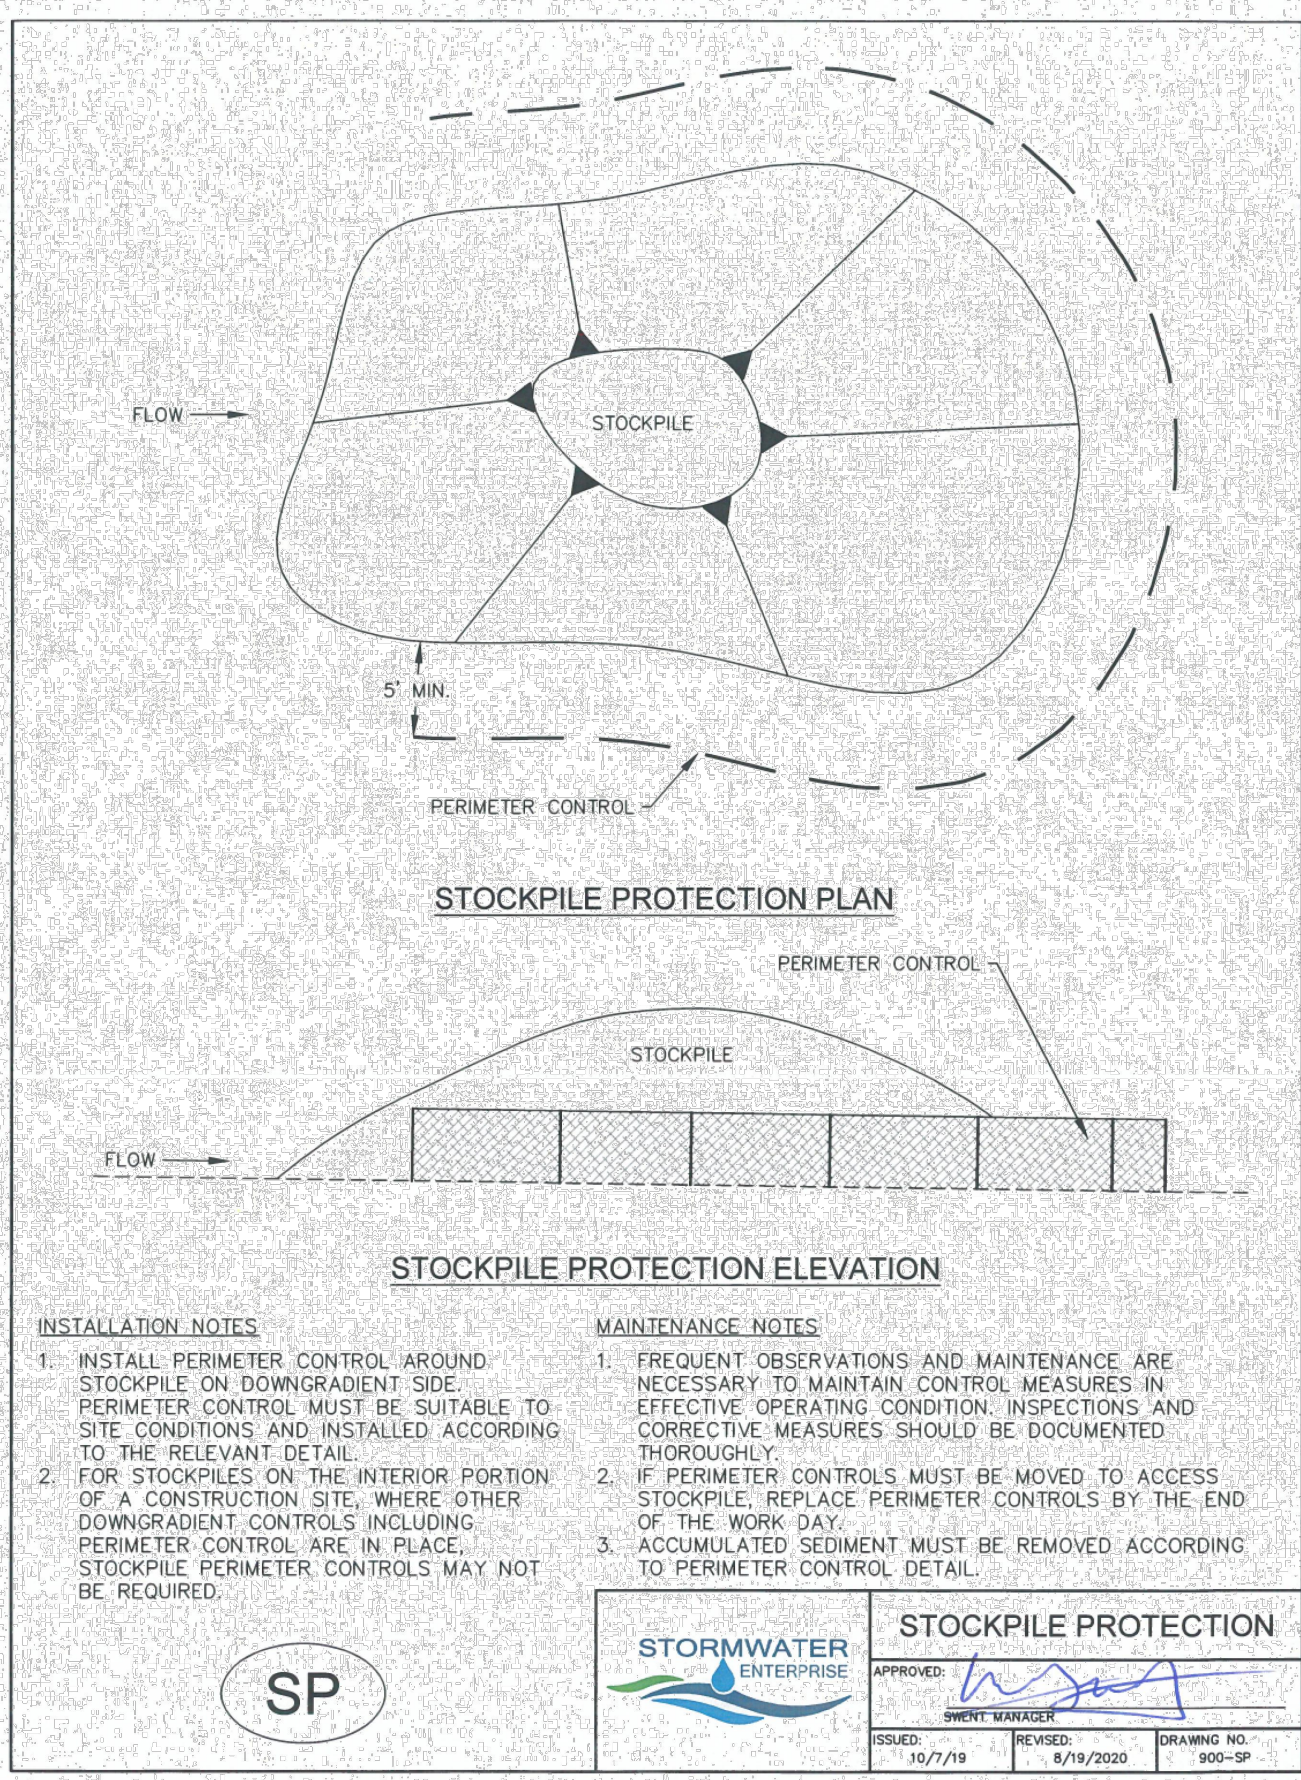 FLOW
STOCKPILE
5' MIN.
PERIMETER CONTROL
STOCKPILE PROTECTION PLAN
PERIMETER CONTROL
STOCKPILE
FLOW
STOCKPILE PROTECTION ELEVATION
INSTALLATION NOTES
1. INSTALL PERIMETER CONTROL AROUND
STOCKPILE ON DOWNGRADIENT SIDE.
PERIMETER CONTROL MUST BE SUITABLE TO
SITE CONDITIONS AND INSTALLED ACCORDING
TO THE RELEVANT DETAIL.
2. FOR STOCKPILES ON THE INTERIOR PORTION
OF A CONSTRUCTION SITE, WHERE OTHER
DOWNGRADIENT CONTROLS INCLUDING
PERIMETER CONTROL ARE IN PLACE,
STOCKPILE PERIMETER CONTROLS MAY NOT
BE REQUIRED.
MAINTENANCE NOTES
1. FREQUENT OBSERVATIONS AND MAINTENANCE ARE
NECESSARY TO MAINTAIN CONTROL MEASURES IN
EFFECTIVE OPERATING CONDITION. INSPECTIONS AND
CORRECTIVE MEASURES SHOULD BE DOCUMENTED
THOROUGHLY.
2. IF PERIMETER CONTROLS MUST BE MOVED TO ACCESS
STOCKPILE, REPLACE PERIMETER CONTROLS BY THE END
OF THE WORK DAY.
3. ACCUMULATED SEDIMENT MUST BE REMOVED ACCORDING
TO PERIMETER CONTROL DETAIL.
SP
STORMWATER
ENTERPRISE
STOCKPILE PROTECTION
APPROVED:
SWENT MANAGER
ISSUED:
10/7/19
REVISED:
8/19/2020
DRAWING NO.
900-SP